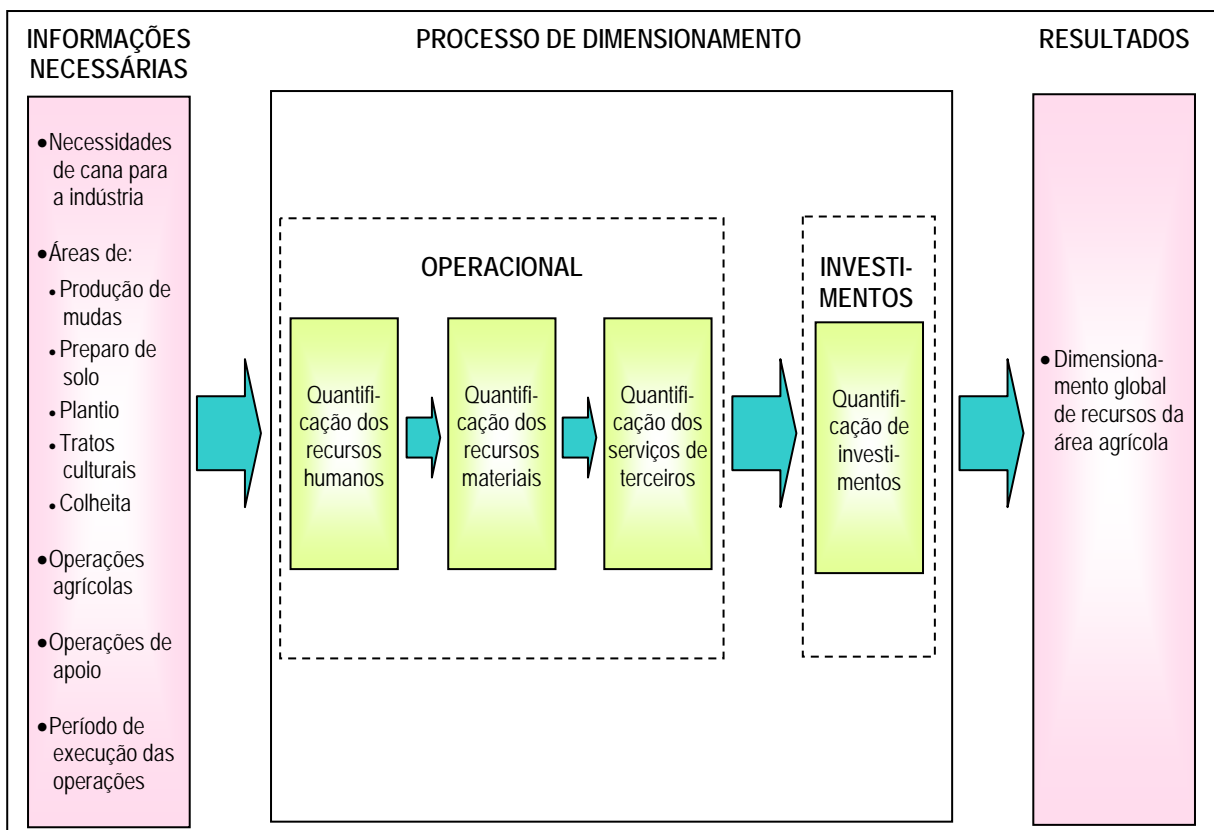 INFORMAÇÕES
NECESSÁRIAS
•Necessidades
de cana para
a indústria
•Áreas de:
• Produção de
mudas
• Preparo de
solo
• Plantio
• Tratos
culturais
• Colheita
•Operações
agrícolas
•Operações de
apoio
•Período de
execução das
operações
PROCESSO DE DIMENSIONAMENTO
OPERACIONAL
Quantifi-
cação dos
recursos
humanos
Quantifi-
cação dos
recursos
materiais
Quantifi-
cação dos
serviços de
terceiros
INVESTI-
MENTOS
Quantifi-
cação de
investi-
mentos
RESULTADOS
• Dimensiona-
mento global
de recursos da
área agrícola